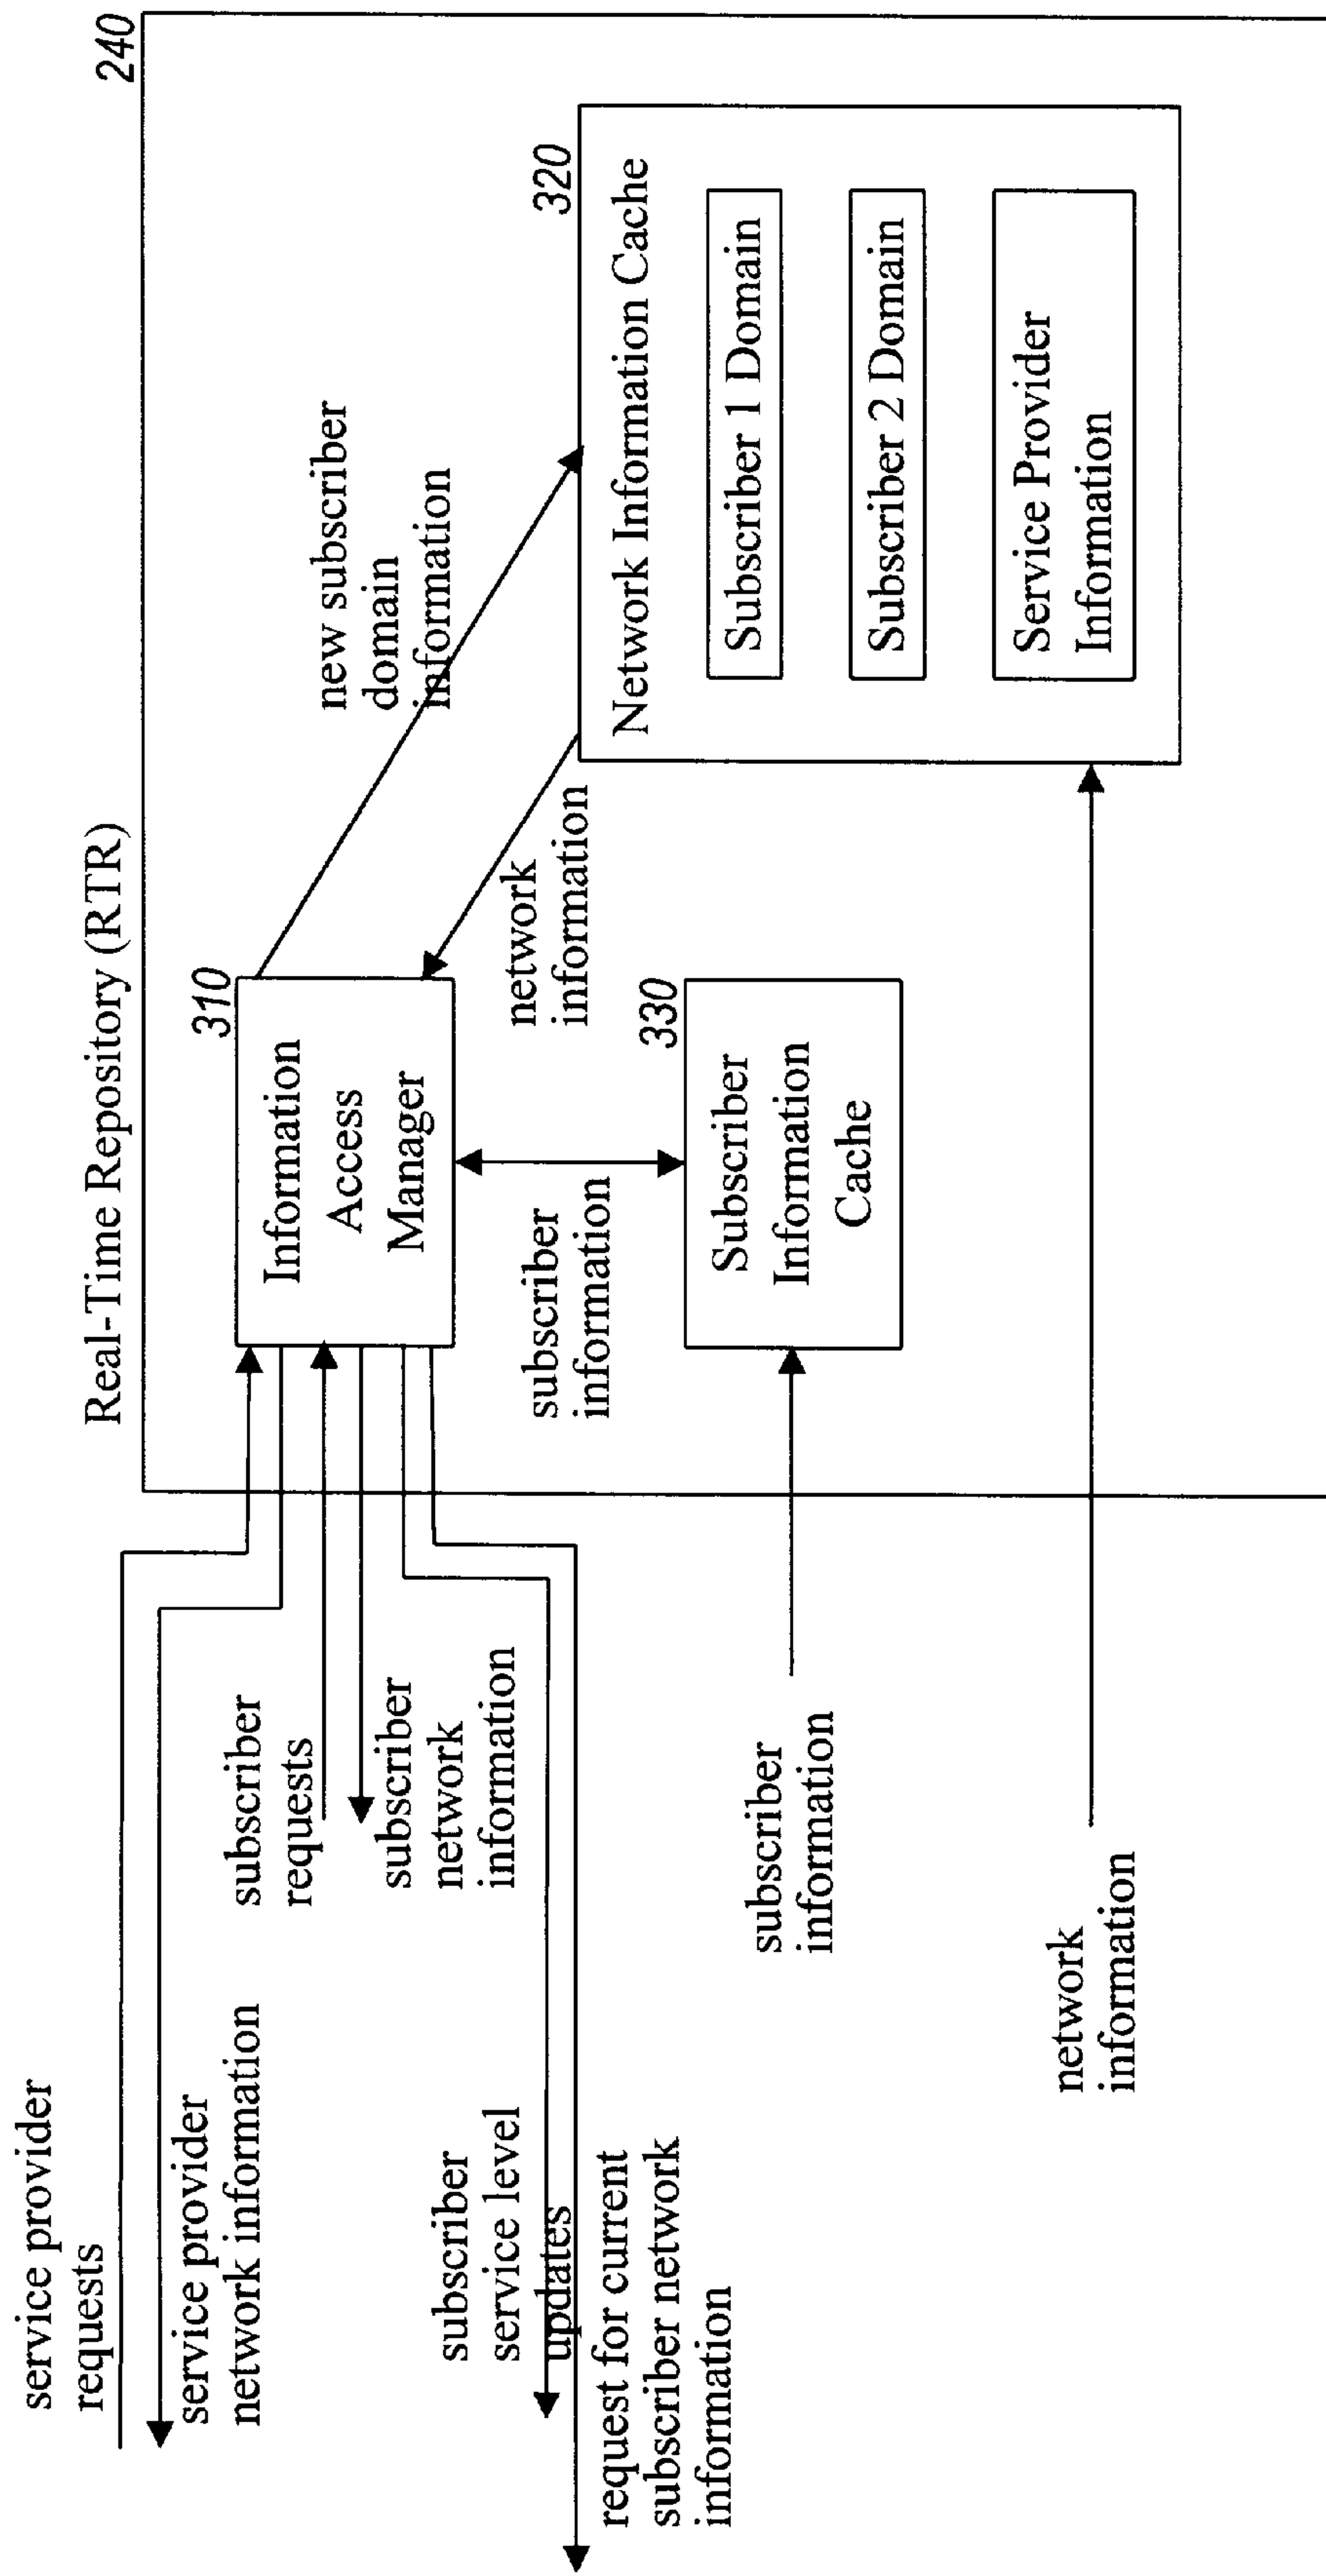 Real-Time Repository (RTR)
240
service provider
requests
service provider
network information
subscriber
requests
subscriber
network
information
subscriber
service level
updates
request for current
subscriber network
information
310
Information
Access
Manager
new subscriber
domain
information
network
information
subscriber
information
330
Subscriber
Information
Cache
320
Network Information Cache
Subscriber 1 Domain
Subscriber 2 Domain
Service Provider
Information
subscriber
information
network
information